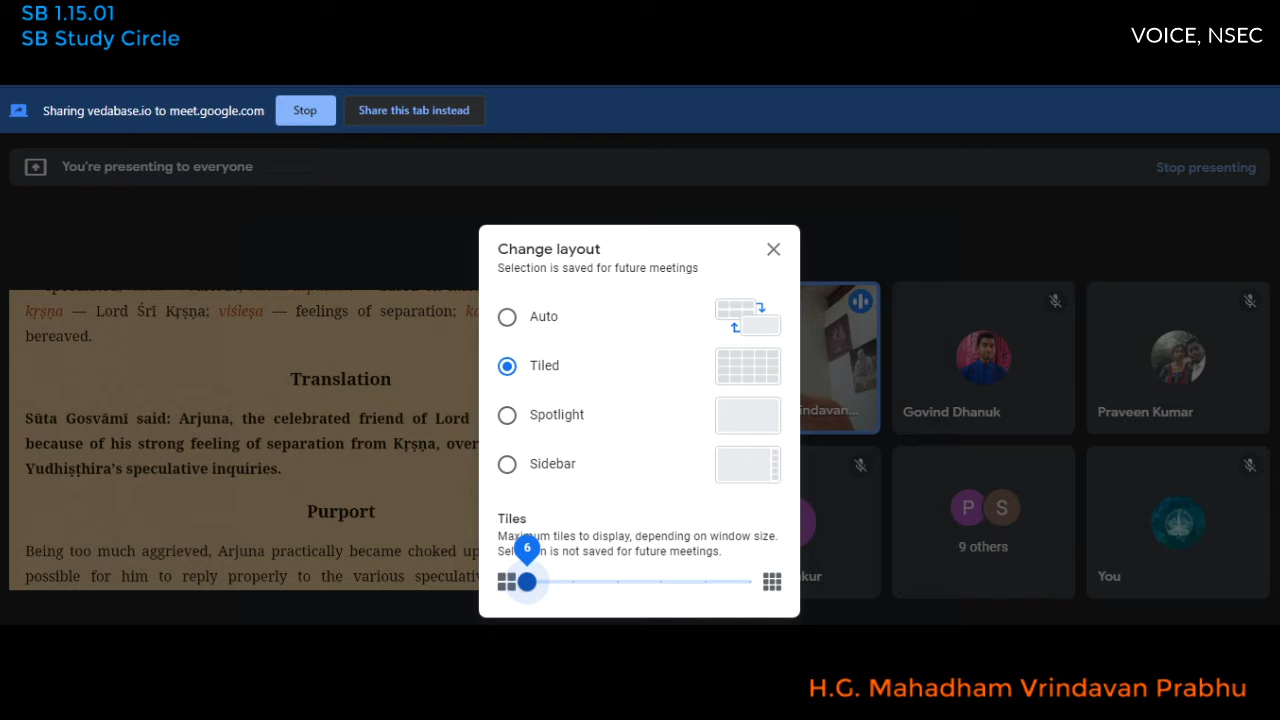 SB 1.15.01
SB Study Circle
VOICE, NSEC
Sharing vedabase.io to meet.google.com
Stop
Share this tab instead
You're presenting to everyone
Stop presenting
kṛṣṇa — Lord Śrī Kṛṣṇa; viśleṣa — feelings of separation;
bereaved.
Translation
Sūta Gosvāmī said: Arjuna, the celebrated friend of Lord
because of his strong feeling of separation from Kṛṣṇa,
Yudhiṣṭhira's speculative inquiries.
Purport
Being too much aggrieved, Arjuna practically became choked
possible for him to reply properly to the various
Change layout
Selection is saved for future meetings
Auto
Tiled
Spotlight
Sidebar
Tiles
Maximum tiles to display, depending on window size.
Selection is not saved for future meetings.
6
Govind Dhanuk
Praveen Kumar
P
S
9 others
You
H.G. Mahadham Vrindavan Prabhu